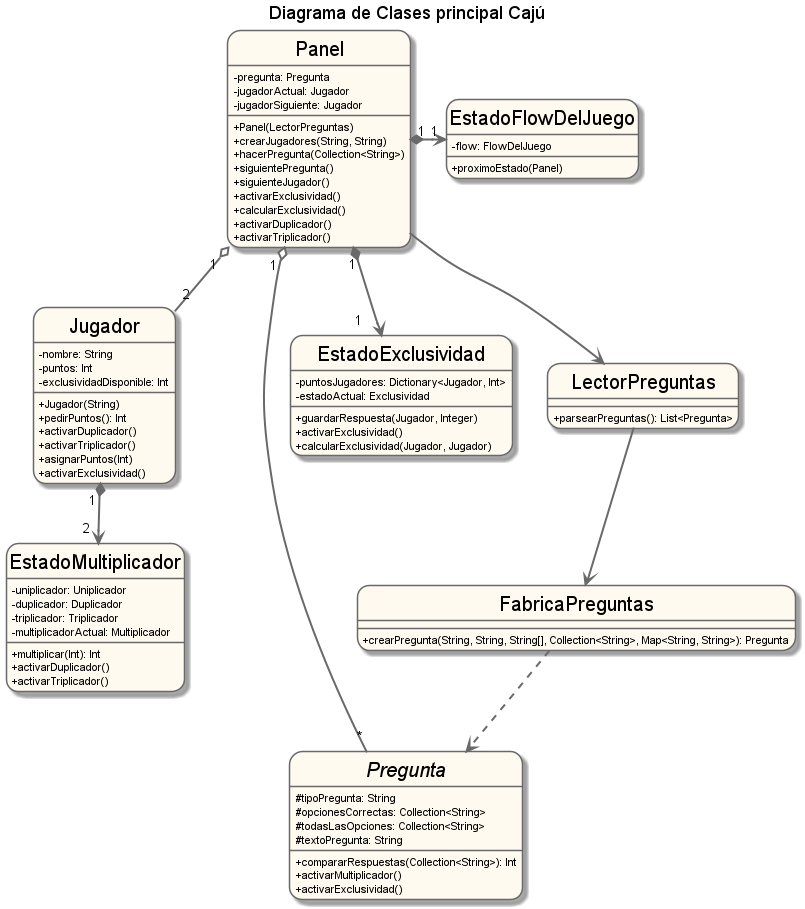 Diagrama de Clases principal Cajú
Panel
-pregunta: Pregunta
-jugadorActual: Jugador
-jugadorSiguiente: Jugador
+Panel(LectorPreguntas)
+crearJugadores(String, String)
+hacerPregunta(Collection<String>)
+siguientePregunta()
+siguienteJugador()
+activarExclusividad()
+calcularExclusividad()
+activarDuplicador()
+activarTriplicador()
1 1
EstadoFlowDelJuego
-flow: FlowDelJuego
+proximoEstado(Panel)
1
2
1
1
1
Jugador
-nombre: String
-puntos: Int
-exclusividadDisponible: Int
+Jugador(String)
+pedirPuntos(): Int
+activarDuplicador()
+activarTriplicador()
+asignarPuntos(Int)
+activarExclusividad()
EstadoExclusividad
-puntosJugadores: Dictionary<Jugador, Int>
-estadoActual: Exclusividad
+guardarRespuesta(Jugador, Integer)
+activarExclusividad()
+calcularExclusividad(Jugador, Jugador)
LectorPreguntas
+parsearPreguntas(): List<Pregunta>
1
2
EstadoMultiplicador
-uniplicador: Uniplicador
-duplicador: Duplicador
-triplicador: Triplicador
-multiplicadorActual: Multiplicador
+multiplicar(Int): Int
+activarDuplicador()
+activarTriplicador()
FabricaPreguntas
+crearPregunta(String, String, String[], Collection<String>, Map<String, String>): Pregunta
*
Pregunta
#tipoPregunta: String
#opcionesCorrectas: Collection<String>
#todasLasOpciones: Collection<String>
#textoPregunta: String
+compararRespuestas(Collection<String>): Int
+activarMultiplicador()
+activarExclusividad()